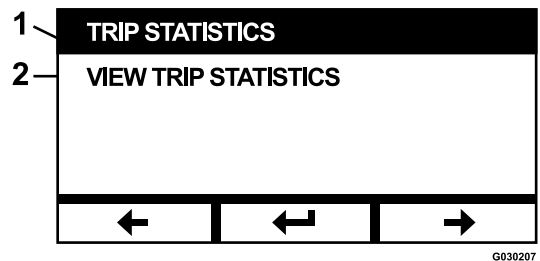 1
TRIP STATISTICS
2
VIEW TRIP STATISTICS
G030207